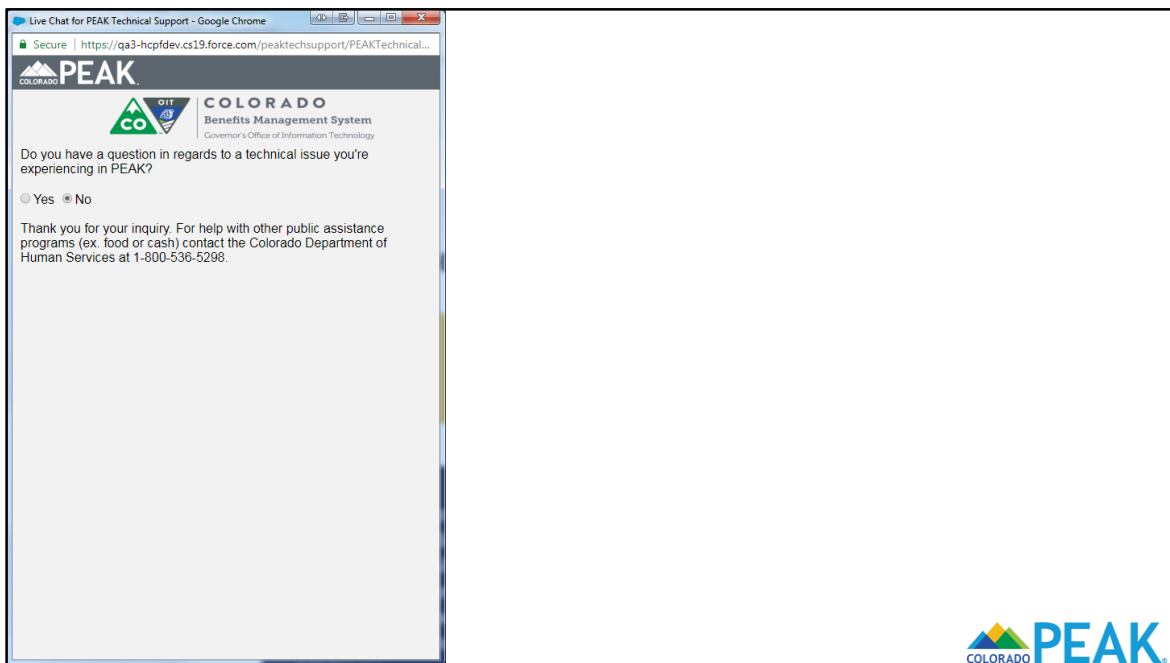 Live Chat for PEAK Technical Support - Google Chrome
Secure | https://qa3-hcpfdev.cs19.force.com/peaktechsupport/PEAKTechnical...
COLORADO PEAK
OIT
CO
COLORADO
Benefits Management System
Governor's Office of Information Technology
Do you have a question in regards to a technical issue you're
experiencing in PEAK?
Yes No
Thank you for your inquiry. For help with other public assistance
programs (ex. food or cash) contact the Colorado Department of
Human Services at 1-800-536-5298.
COLORADO PEAK®